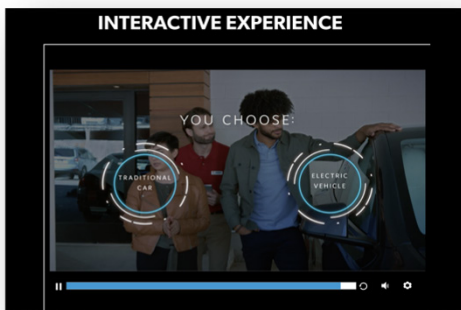 INTERACTIVE EXPERIENCE
YOU CHOOSE:
TRADITIONAL
CAR
ELECTRIC
VEHICLE